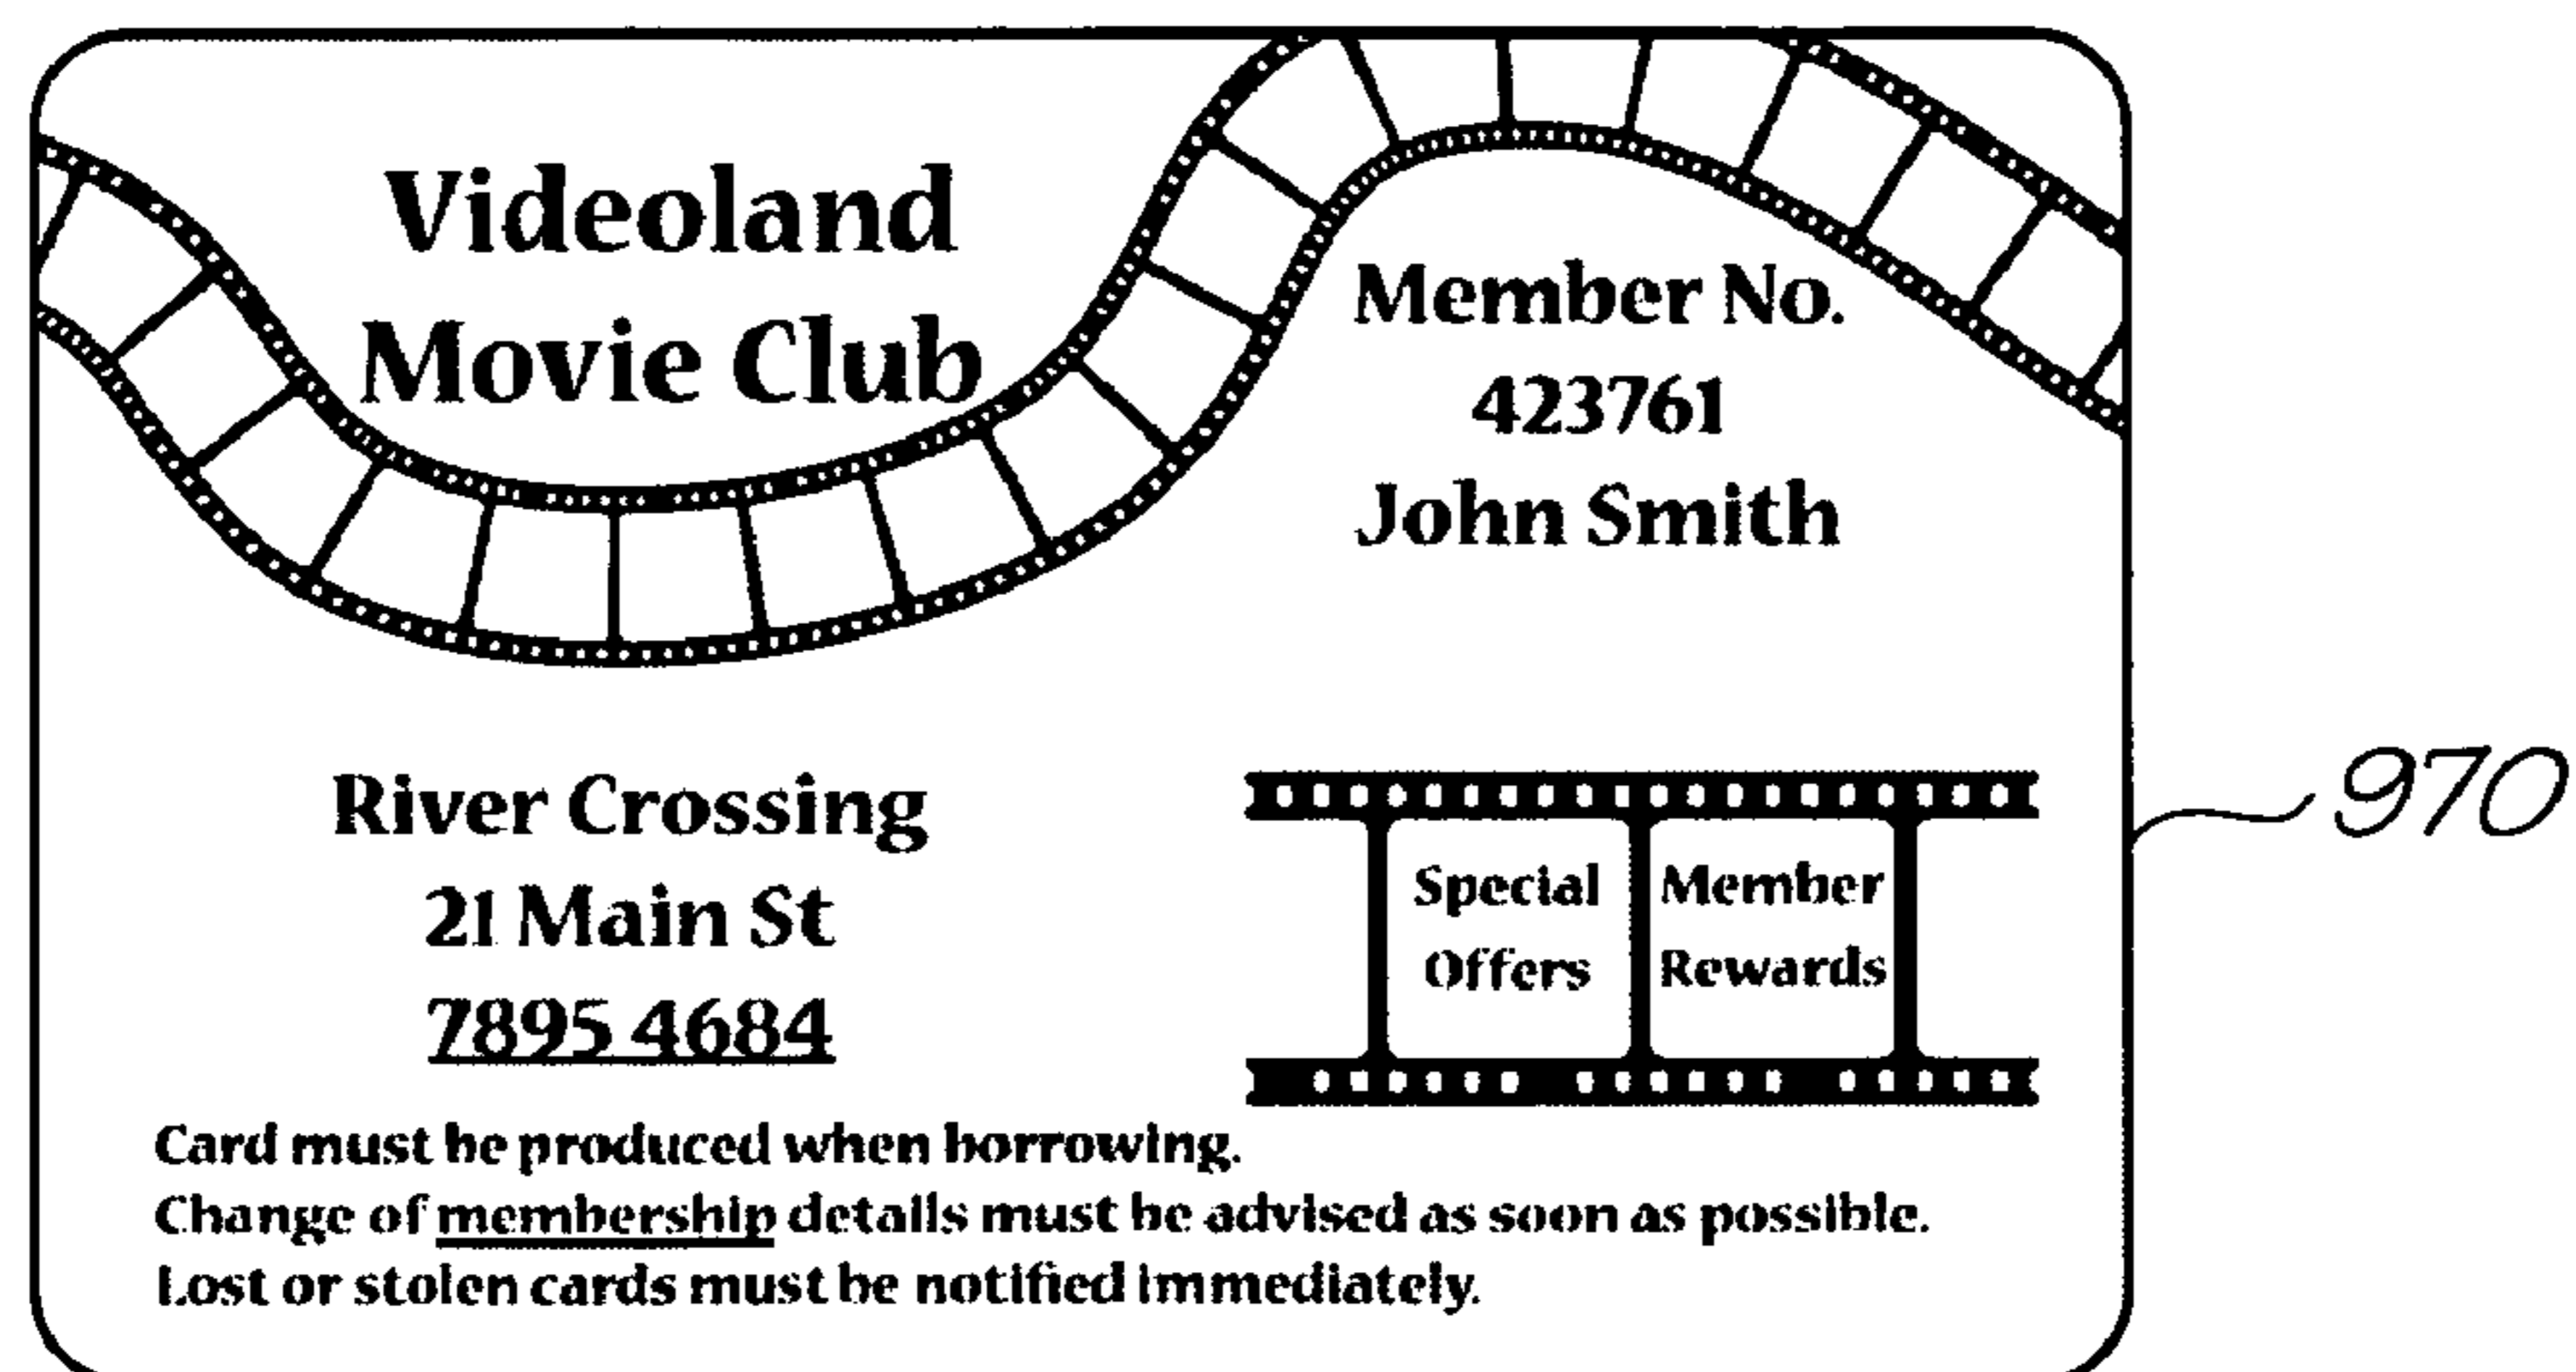 Videoland
Movie Club
Member No.
423761
John Smith
River Crossing
21 Main St
7895 4684
Special
Offers
Member
Rewards
970
Card must be produced when borrowing.
Change of membership details must be advised as soon as possible.
Lost or stolen cards must be notified immediately.